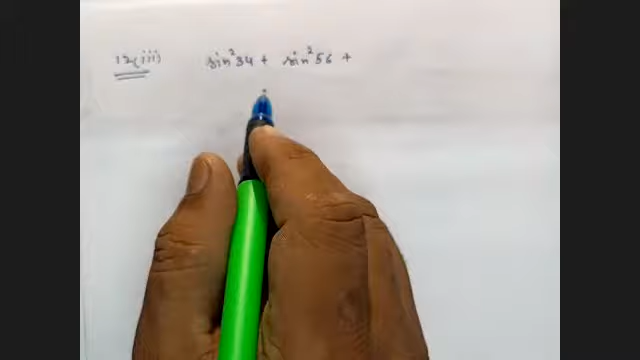 12(iii) sin²34 + sin²56 +